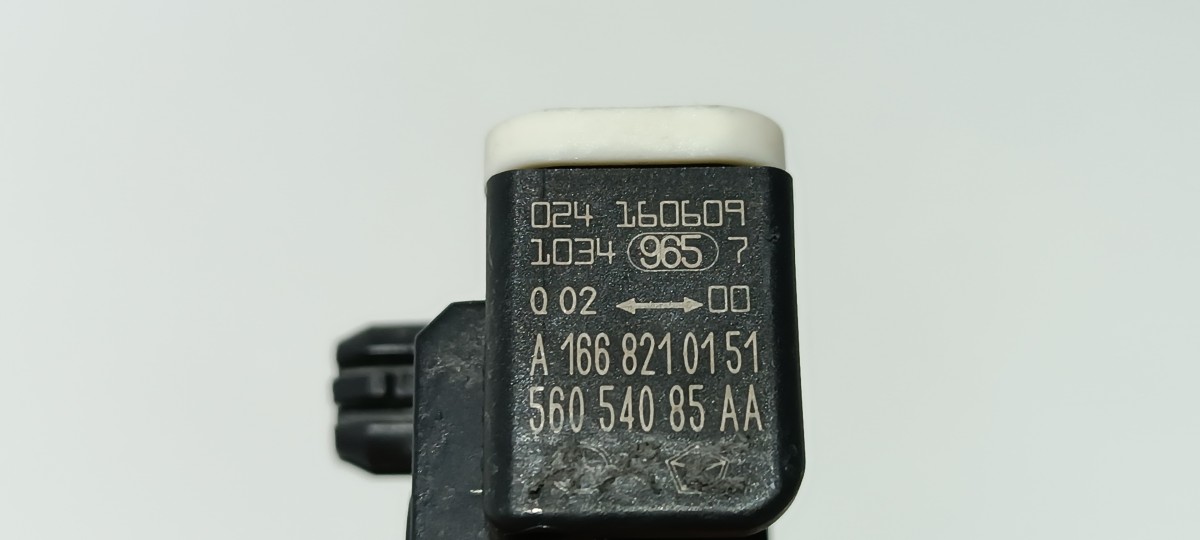 024 160609
1034 965 7
Q 02 ↔ 00
A 166 821 01 51
560 540 85 AA